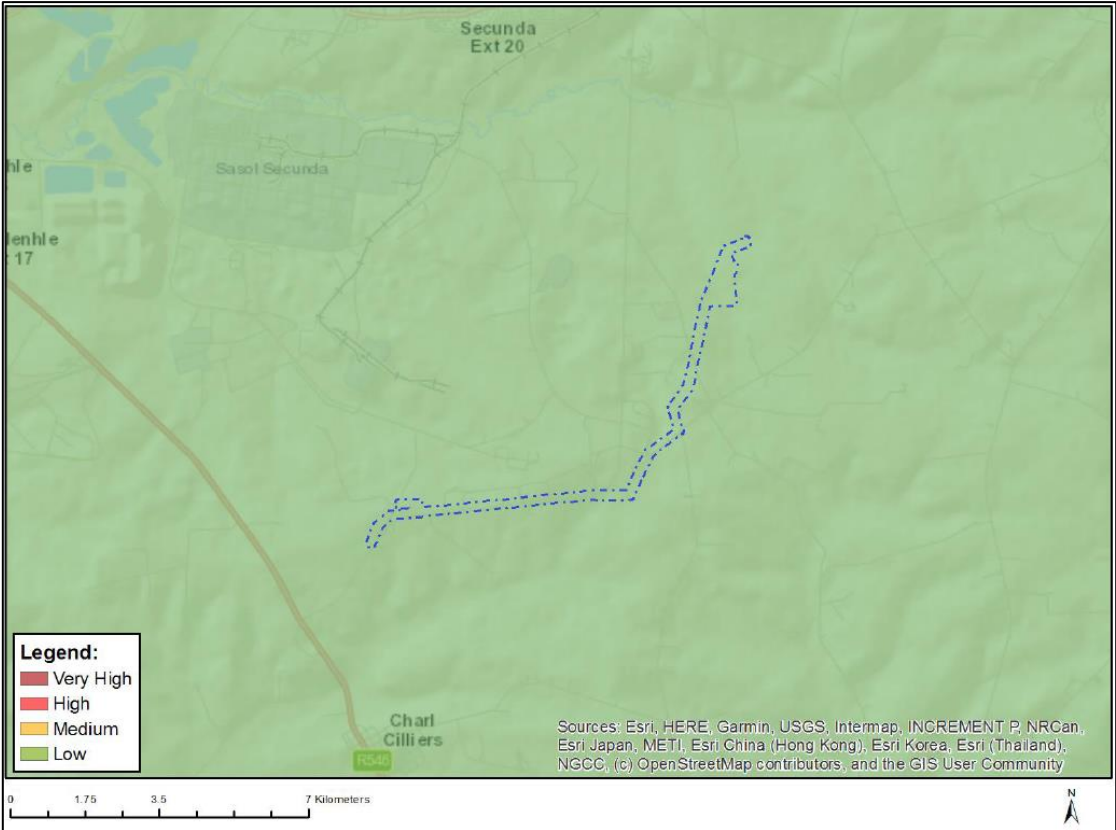 Secunda
Ext 20
Sasol Secunda
hle
lenhle
t 17
Charl
Cilliers
R546
Legend:
Very High
High
Medium
Low
Sources: Esri, HERE, Garmin, USGS, Intermap, INCREMENT P, NRCan,
Esri Japan, METI, Esri China (Hong Kong), Esri Korea, Esri (Thailand),
NGCC, (c) OpenStreetMap contributors, and the GIS User Community
0 1.75 3.5 7 Kilometers
N